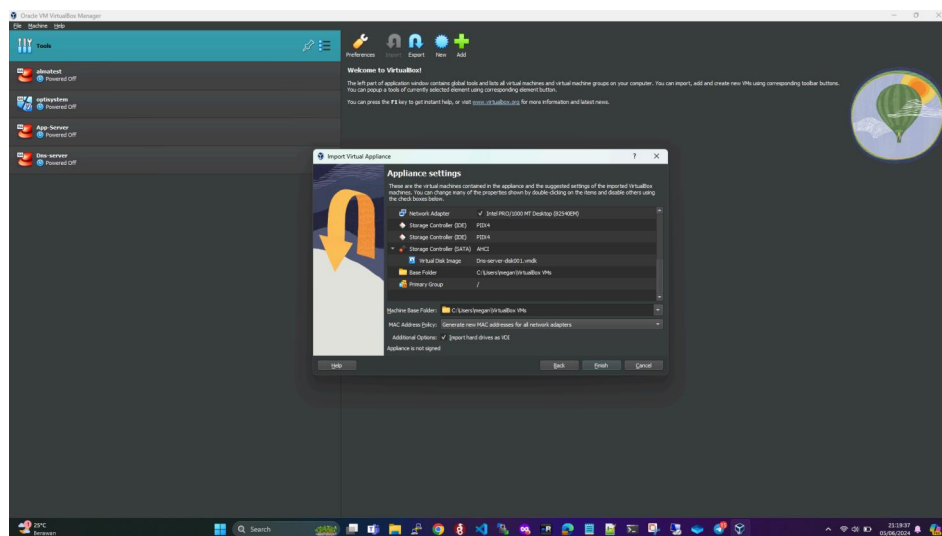 Oracle VM VirtualBox Manager
File Machine Help
Tools
Preferences Import Export New Add
almatest
Powered Off
optisystem
Powered Off
App-Server
Powered Off
Dns-server
Powered Off
Welcome to VirtualBox!
The left part of application window contains global tools and lists all virtual machines and virtual machine groups on your computer. You can import, add and create new VMs using corresponding toolbar buttons.
You can popup a tools of currently selected element using corresponding element button.
You can press the F1 key to get instant help, or visit www.virtualbox.org for more information and latest news.
Import Virtual Appliance
Appliance settings
These are the virtual machines contained in the appliance and the suggested settings of the imported VirtualBox
machines. You can change many of the properties shown by double-clicking on the items and disable others using
the check boxes below.
Network Adapter Intel PRO/1000 MT Desktop (82540EM)
Storage Controller (IDE) PIIX4
Storage Controller (IDE) PIIX4
Storage Controller (SATA) AHCI
Virtual Disk Image Dns-server-disk001.vmdk
Base Folder C:\Users\megan\VirtualBox VMs
Primary Group /
Machine Base Folder: C:\Users\megan\VirtualBox VMs
MAC Address Policy: Generate new MAC addresses for all network adapters
Additional Options: Import hard drives as VDI
Appliance is not signed
Help Back Finish Cancel
25°C
Berawan
Search
21:19:37
05/06/2024